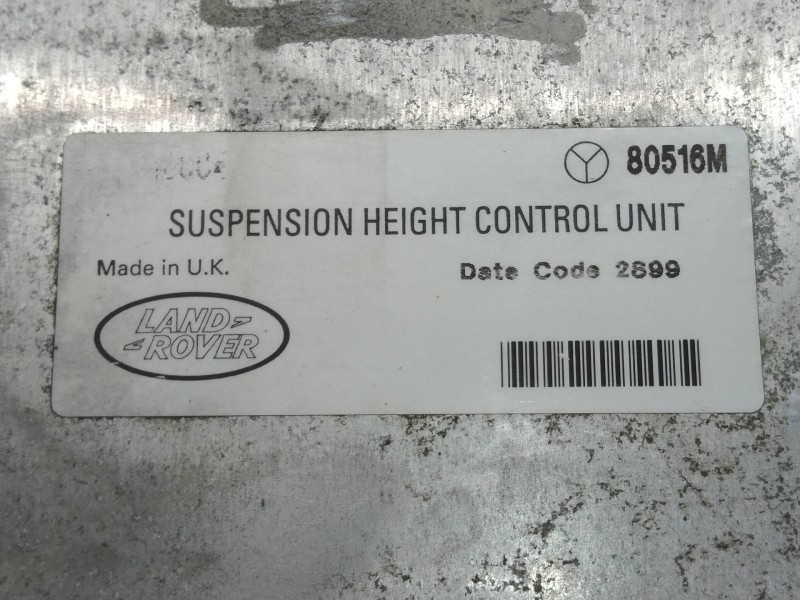 80516M
SUSPENSION HEIGHT CONTROL UNIT
Made in U.K.
Date Code 2899
LAND
ROVER